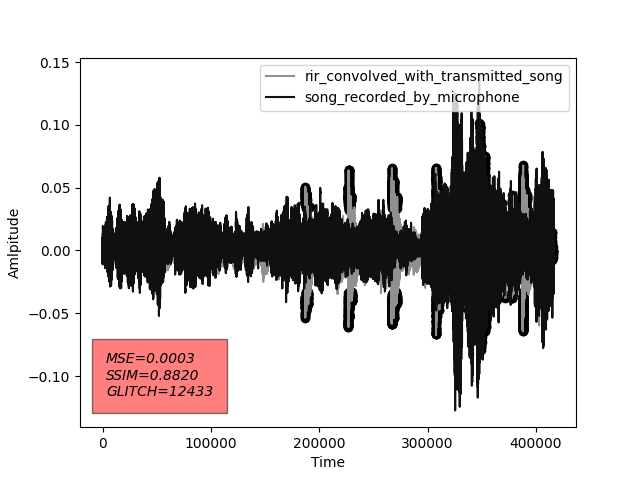 0.15
0.10
0.05
0.00
−0.05
−0.10
Amlpitude
rir_convolved_with_transmitted_song
song_recorded_by_microphone
MSE=0.0003
SSIM=0.8820
GLITCH=12433
0
100000
200000
300000
400000
Time